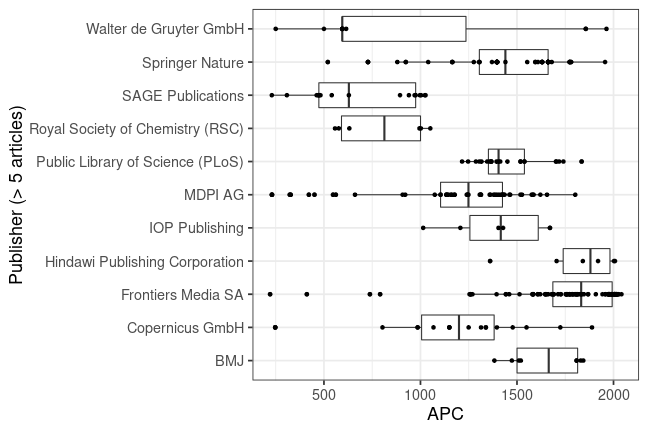 Publisher (> 5 articles)
Walter de Gruyter GmbH
Springer Nature
SAGE Publications
Royal Society of Chemistry (RSC)
Public Library of Science (PLoS)
MDPI AG
IOP Publishing
Hindawi Publishing Corporation
Frontiers Media SA
Copernicus GmbH
BMJ
500 1000 1500 2000
APC